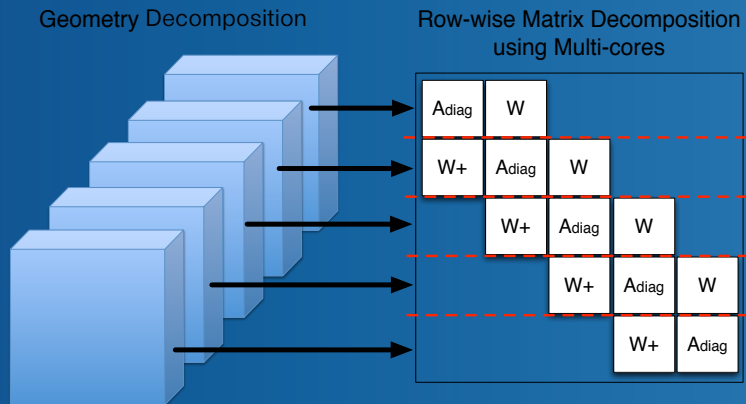 Geometry Decomposition
Row-wise Matrix Decomposition
using Multi-cores
Adiag W
W+ Adiag W
W+ Adiag W
W+ Adiag W
W+ Adiag